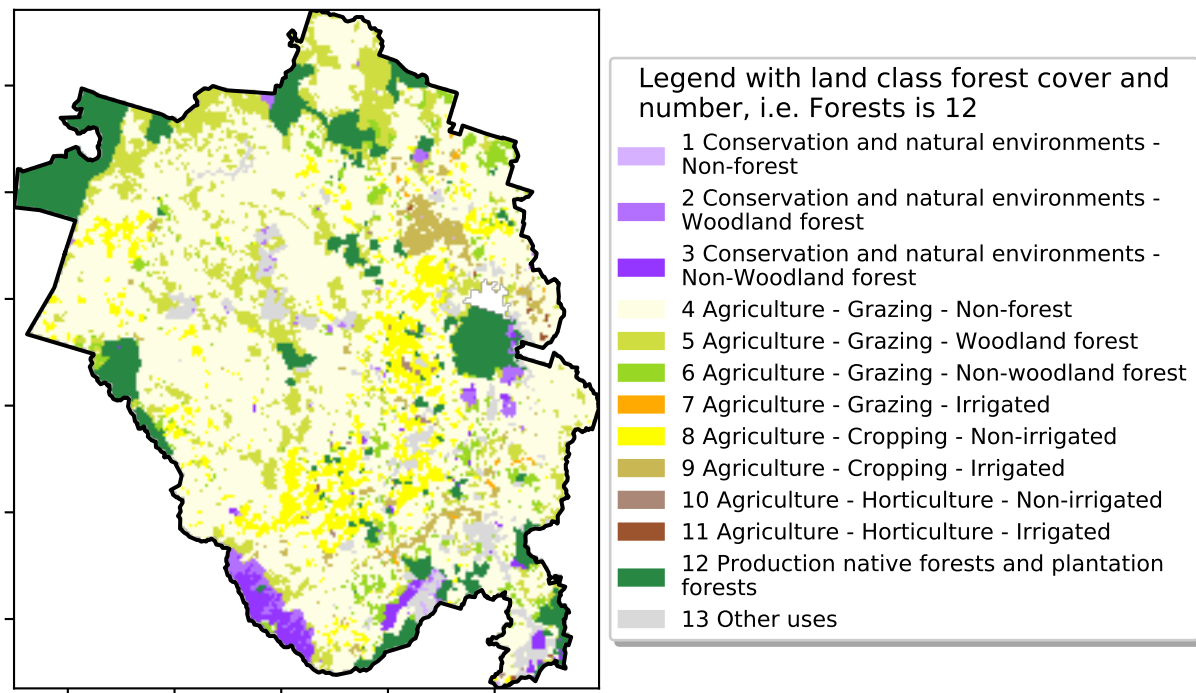 Legend with land class forest cover and
number, i.e. Forests is 12
1 Conservation and natural environments -
Non-forest
2 Conservation and natural environments -
Woodland forest
3 Conservation and natural environments -
Non-Woodland forest
4 Agriculture - Grazing - Non-forest
5 Agriculture - Grazing - Woodland forest
6 Agriculture - Grazing - Non-woodland forest
7 Agriculture - Grazing - Irrigated
8 Agriculture - Cropping - Non-irrigated
9 Agriculture - Cropping - Irrigated
10 Agriculture - Horticulture - Non-irrigated
11 Agriculture - Horticulture - Irrigated
12 Production native forests and plantation
forests
13 Other uses